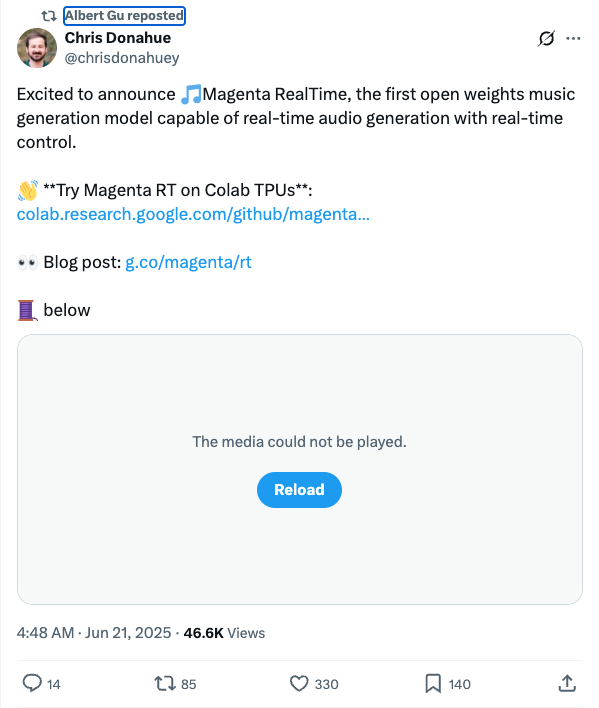 Albert Gu reposted
Chris Donahue
@chrisdonahuey
Excited to announce 🎵Magenta RealTime, the first open weights music
generation model capable of real-time audio generation with real-time
control.
👋 **Try Magenta RT on Colab TPUs**:
colab.research.google.com/github/magenta…
👀 Blog post: g.co/magenta/rt
🧵 below
The media could not be played.
Reload
4:48 AM · Jun 21, 2025 · 46.6K Views
14 85 330 140